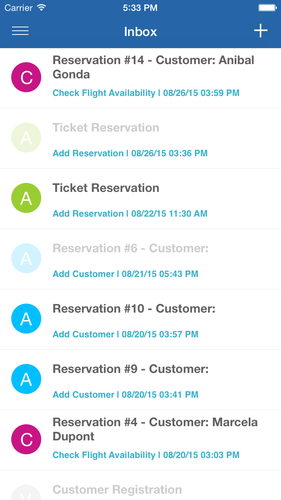 Carrier 5:33 PM
Inbox
C
Reservation #14 - Customer: Anibal
Gonda
Check Flight Availability | 08/26/15 03:59 PM
A
Ticket Reservation
Add Reservation | 08/26/15 03:36 PM
A
Ticket Reservation
Add Reservation | 08/22/15 11:30 AM
A
Reservation #6 - Customer:
Add Customer | 08/21/15 05:43 PM
A
Reservation #10 - Customer:
Add Customer | 08/20/15 03:57 PM
A
Reservation #9 - Customer:
Add Customer | 08/20/15 03:41 PM
C
Reservation #4 - Customer: Marcela
Dupont
Check Flight Availability | 08/20/15 03:03 PM
Customer Registration